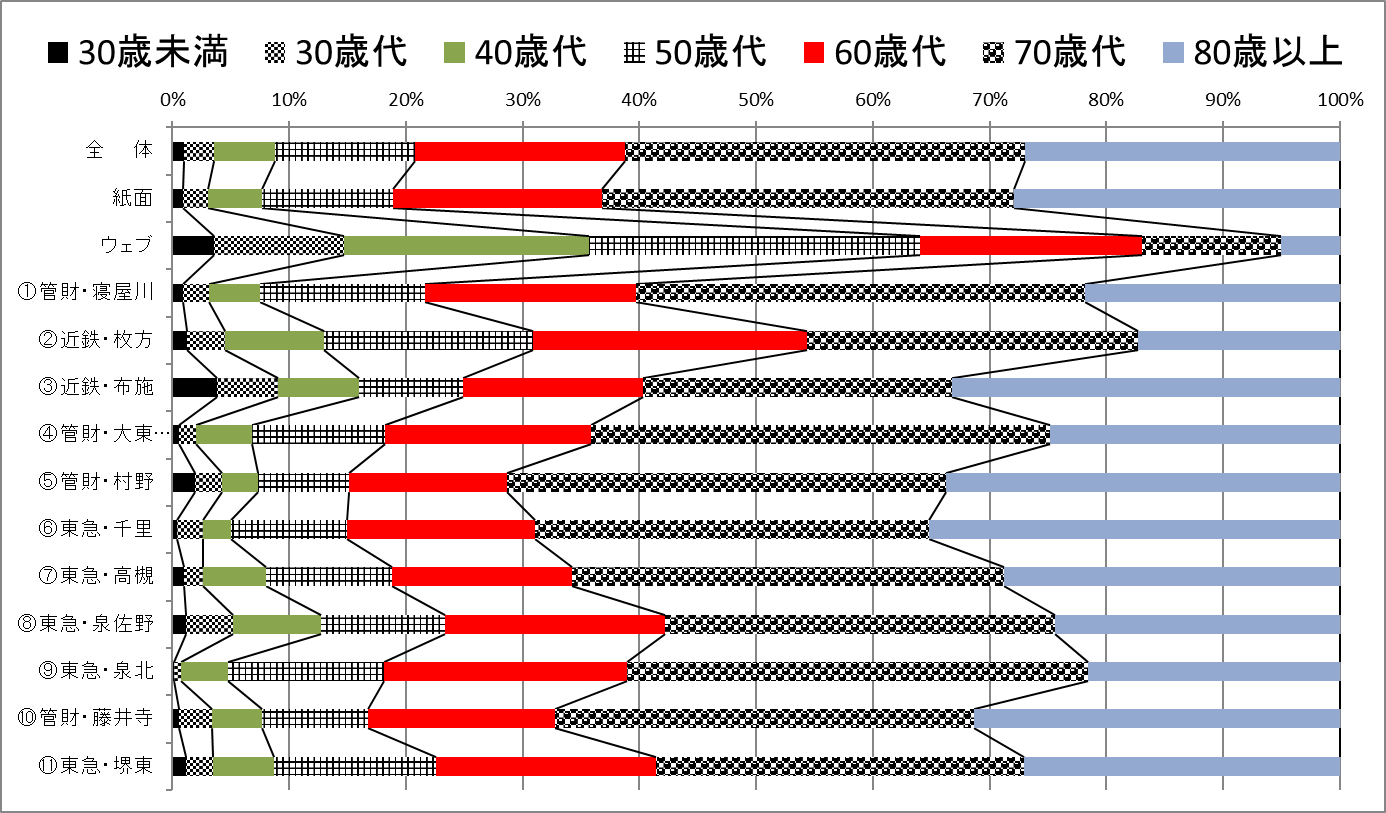 30歳未満 30歳代 40歳代 50歳代 60歳代 70歳代 80歳以上
0% 10% 20% 30% 40% 50% 60% 70% 80% 90% 100%
全 体
紙面
ウェブ
①管財・寝屋川
②近鉄・枚方
③近鉄・布施
④管財・大東…
⑤管財・村野
⑥東急・千里
⑦東急・高槻
⑧東急・泉佐野
⑨東急・泉北
⑩管財・藤井寺
⑪東急・堺東